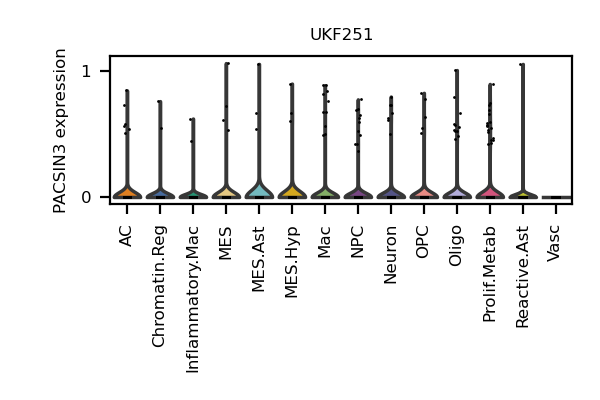 UKF251
PACSIN3 expression
1
0
AC
Chromatin.Reg
Inflammatory.Mac
MES
MES.Ast
MES.Hyp
Mac
NPC
Neuron
OPC
Oligo
Prolif.Metab
Reactive.Ast
Vasc